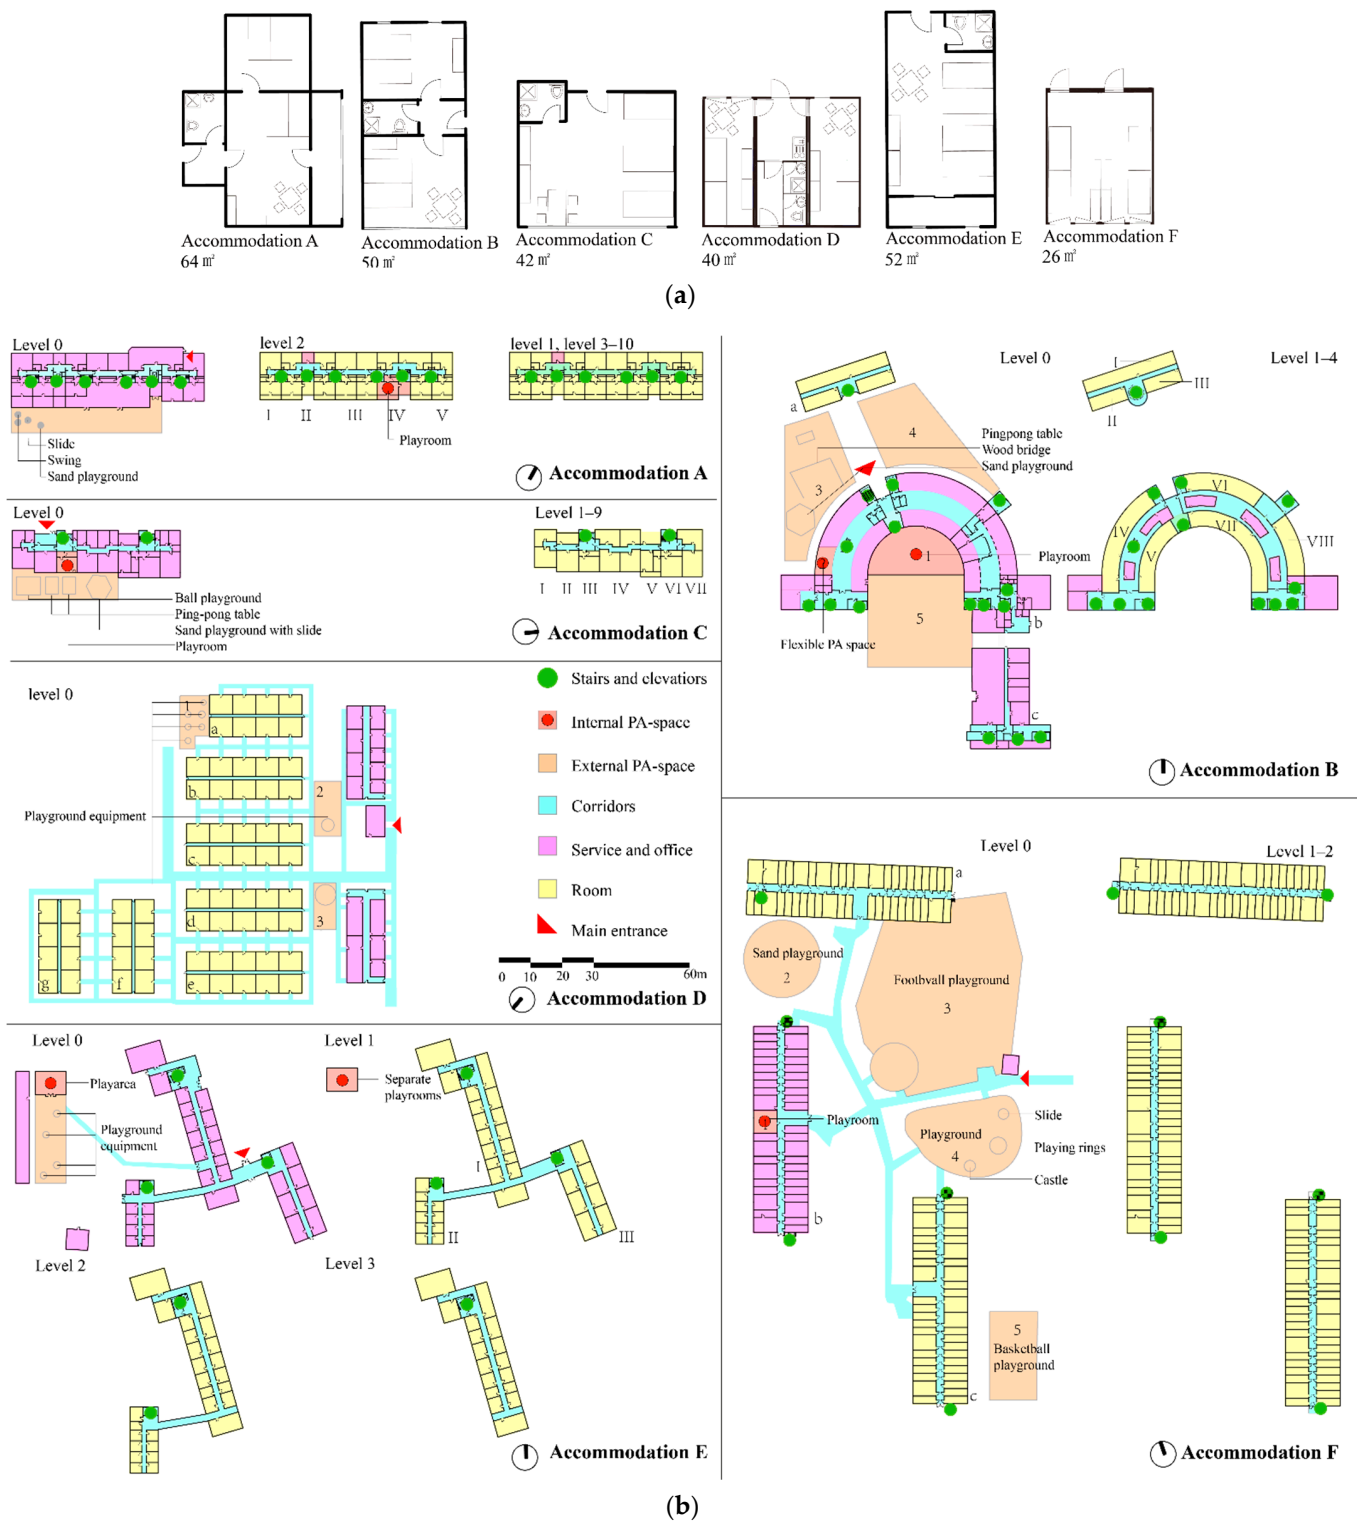 Accommodation A
64 ㎡
Accommodation B
50 ㎡
Accommodation C
42 ㎡
Accommodation D
40 ㎡
Accommodation E
52 ㎡
Accommodation F
26 ㎡
(a)
Level 0
level 2
level 1, level 3–10
I II III IV V
Playroom
Slide
Swing
Sand playground
Accommodation A
Level 0
Level 1–9
I II III IV V VI VII
Ball playground
Ping-pong table
Sand playground with slide
Playroom
Accommodation C
level 0
1
a
b
2
Playground equipment
c
d
3
g
f
e
Stairs and elevatiors
Internal PA-space
External PA-space
Corridors
Service and office
Room
Main entrance
0 10 20 30 60m
Accommodation D
Level 0
Level 1
Playarea
Separate
playrooms
Playground
equipment
I
II
III
Level 2
Level 3
Accommodation E
Level 0
Level 1–4
I
III
II
a
4
Pingpong table
Wood bridge
Sand playground
3
1
Playroom
5
b
Flexible PA space
c
VI
IV
VII
V
VIII
Accommodation B
Level 0
Level 1–2
a
Sand playground
2
Footvball playground
3
Slide
1
Playroom
Playground
4
Playing rings
Castle
b
5
Basketball
playground
c
Accommodation F
(b)